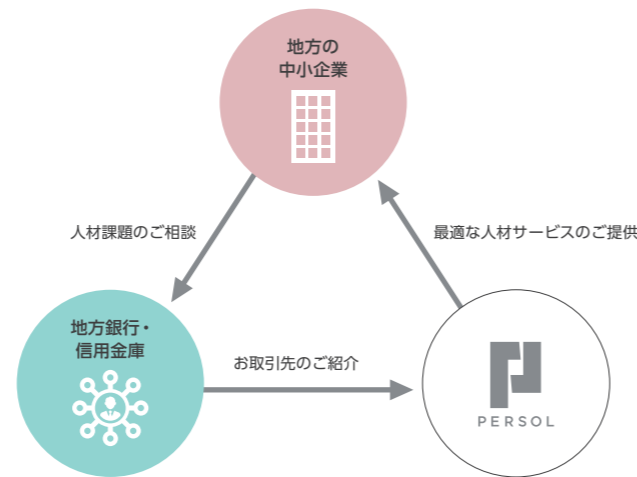 地方の
中小企業
人材課題のご相談
最適な人材サービスのご提供
地方銀行・
信用金庫
お取引先のご紹介
PERSOL